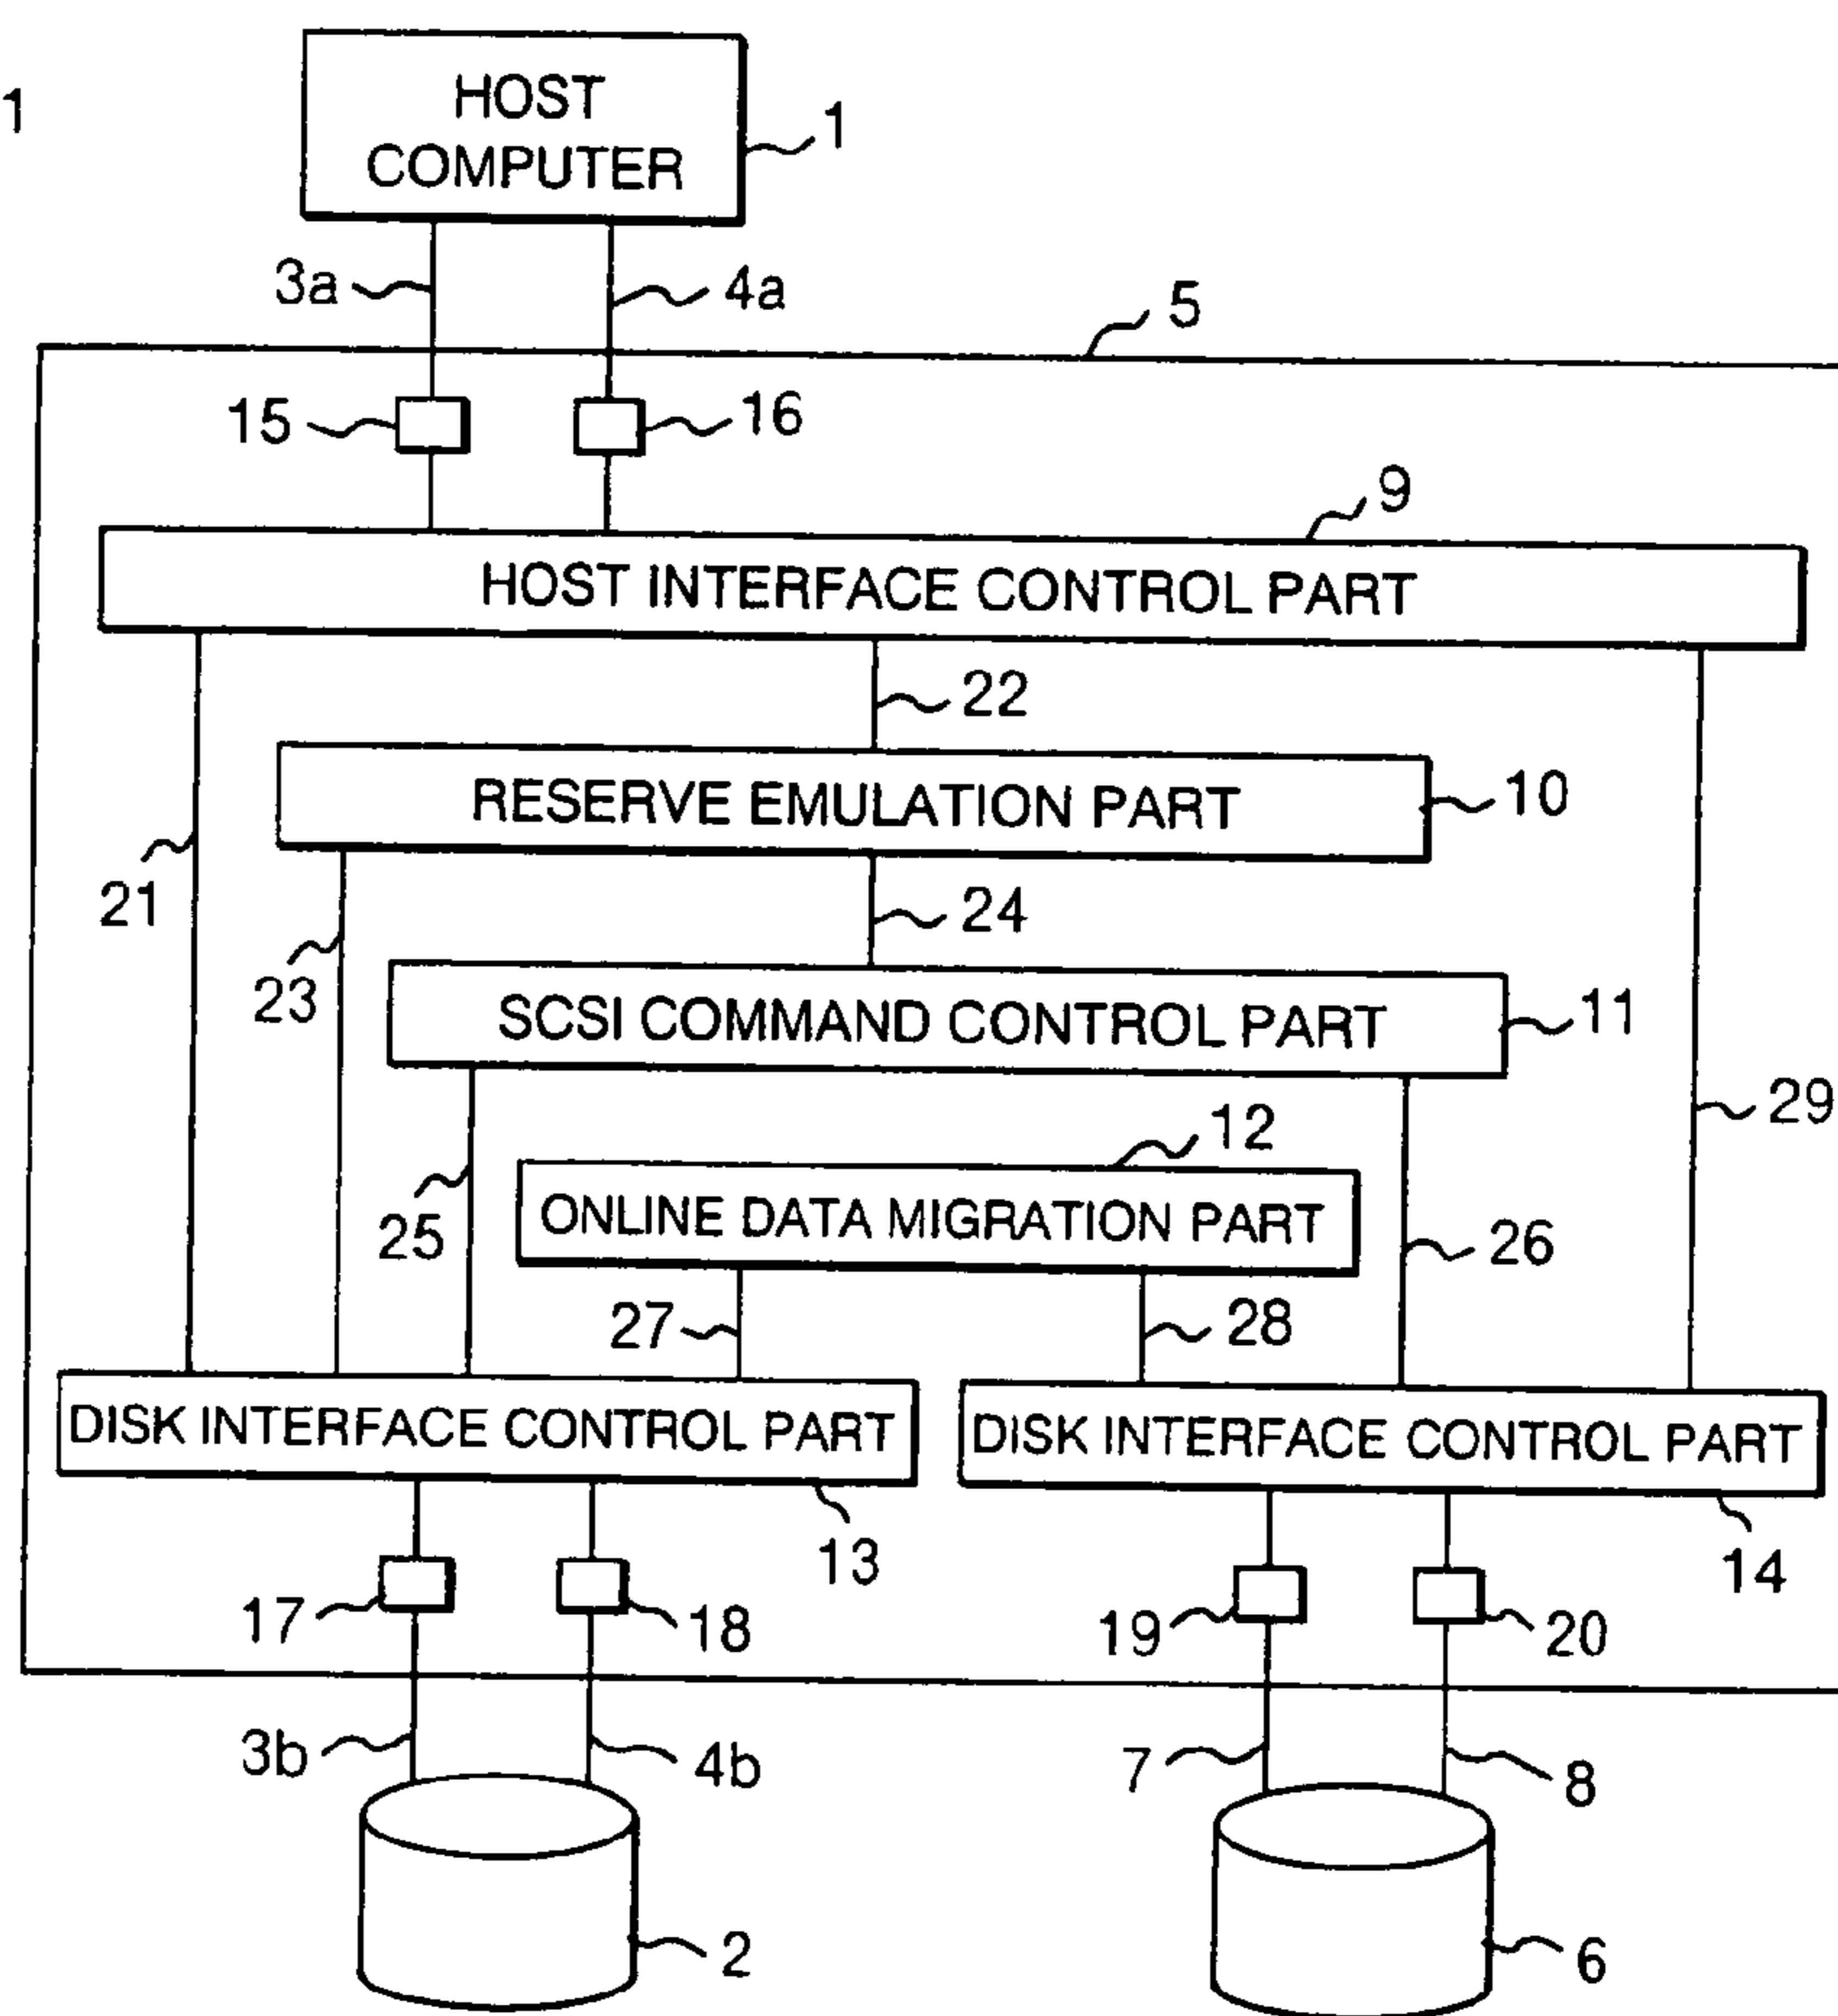 1
HOST
COMPUTER
1
3a
4a
5
15
16
9
HOST INTERFACE CONTROL PART
22
RESERVE EMULATION PART
10
21
24
23
SCSI COMMAND CONTROL PART
11
29
12
ONLINE DATA MIGRATION PART
25
26
27
28
DISK INTERFACE CONTROL PART
DISK INTERFACE CONTROL PART
13
14
17
18
19
20
3b
4b
7
8
2
6